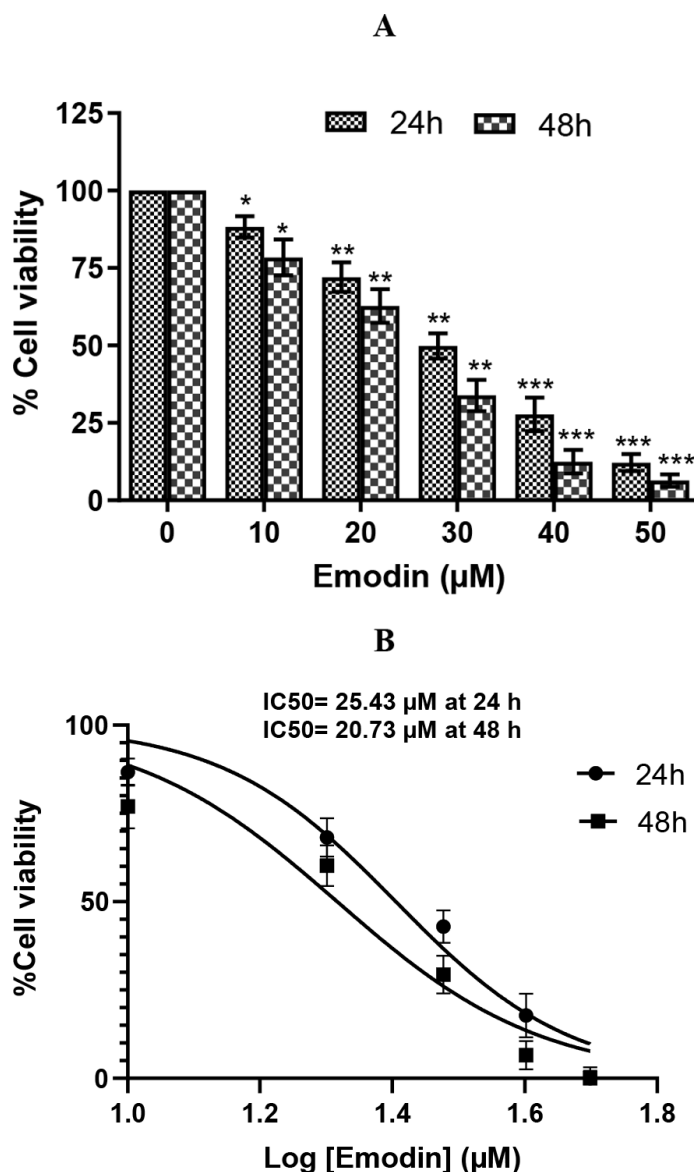 A
125
100
75
50
25
0
% Cell viability
24h 48h
* * ** ** ** ** *** *** *** ***
0 10 20 30 40 50
Emodin (µM)
B
IC50= 25.43 µM at 24 h
IC50= 20.73 µM at 48 h
100
50
0
%Cell viability
24h
48h
1.0 1.2 1.4 1.6 1.8
Log [Emodin] (µM)